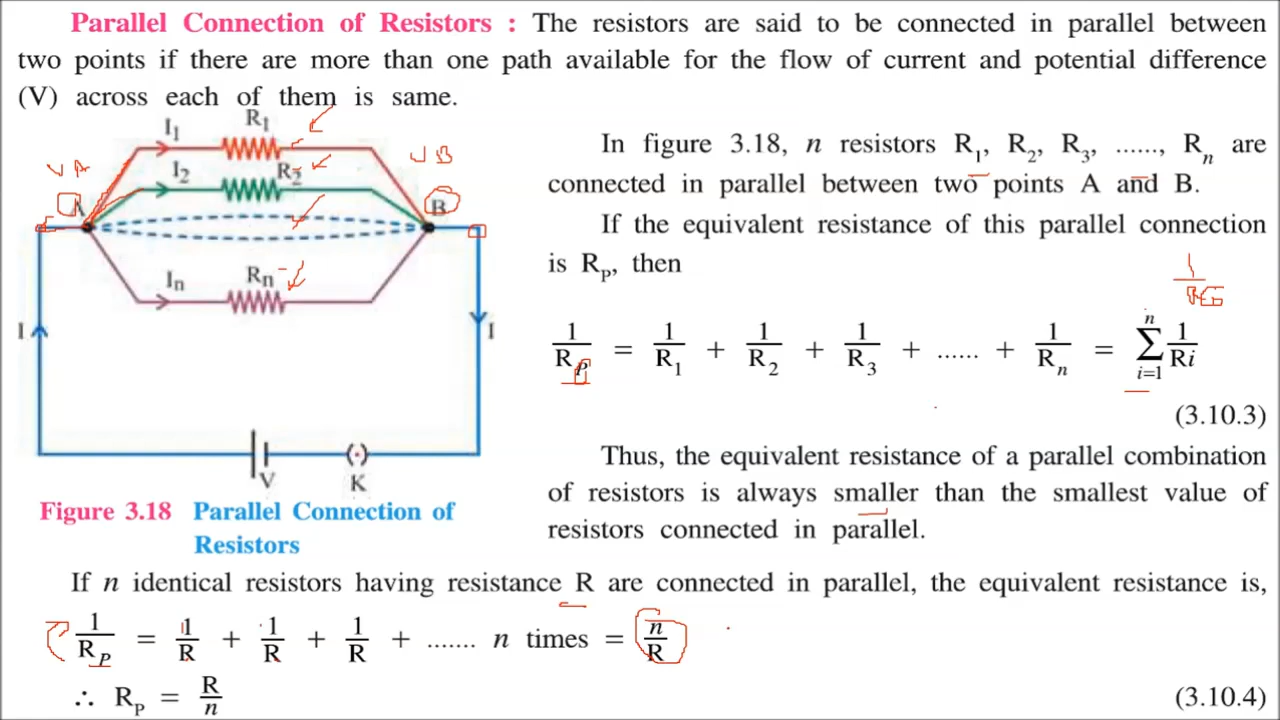 Parallel Connection of Resistors : The resistors are said to be connected in parallel between
two points if there are more than one path available for the flow of current and potential difference
(V) across each of them is same.
I1 R1
I2 R2
V A
V B
A
B
In Rn
I
I
V
K
Figure 3.18 Parallel Connection of
Resistors
In figure 3.18, n resistors R1, R2, R3, ......, Rn are
connected in parallel between two points A and B.
If the equivalent resistance of this parallel connection
is RP, then
1/RP = 1/R1 + 1/R2 + 1/R3 + ...... + 1/Rn = Σ(i=1 to n) 1/Ri
(3.10.3)
Thus, the equivalent resistance of a parallel combination
of resistors is always smaller than the smallest value of
resistors connected in parallel.
If n identical resistors having resistance R are connected in parallel, the equivalent resistance is,
1/RP = 1/R + 1/R + 1/R + ....... n times = n/R
∴ RP = R/n (3.10.4)